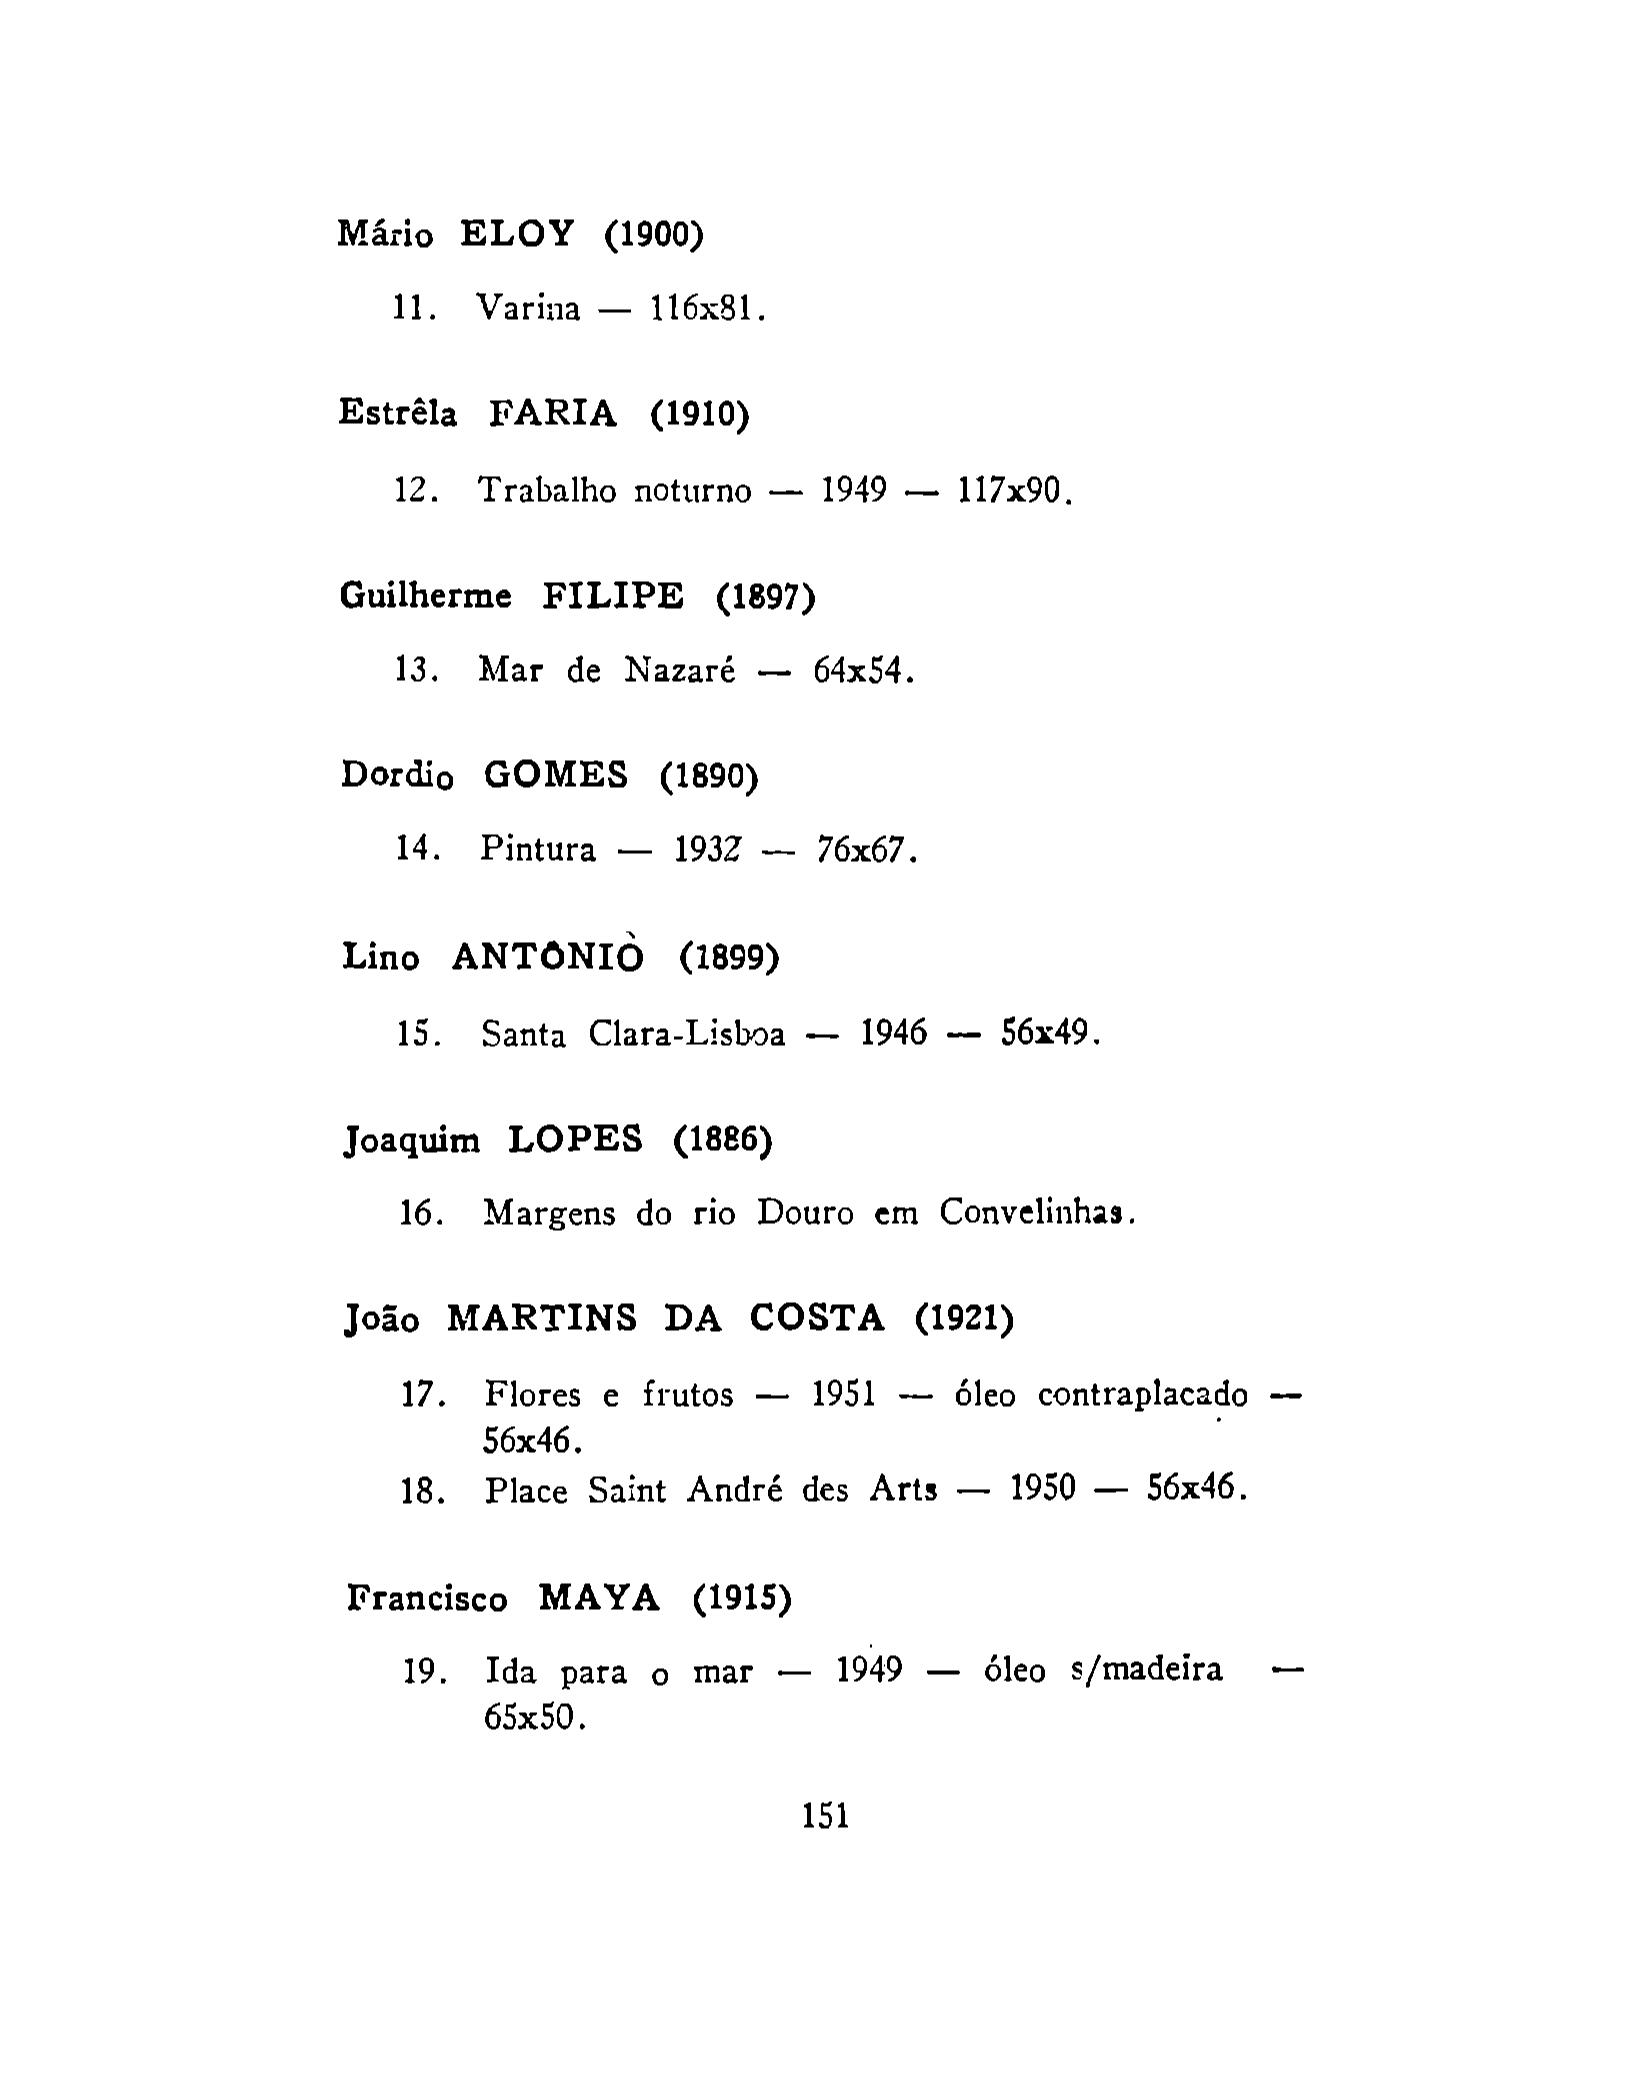 Mário ELOY (1900)
11. Varina — 116x81.
Estrêla FARIA (1910)
12. Trabalho noturno — 1949 — 117x90.
Guilherme FILIPE (1897)
13. Mar de Nazaré — 64x54.
Dordio GOMES (1890)
14. Pintura — 1932 — 76x67.
Lino ANTÔNIÒ (1899)
15. Santa Clara-Lisboa — 1946 — 56x49.
Joaquim LOPES (1886)
16. Margens do rio Douro em Convelinhas.
João MARTINS DA COSTA (1921)
17. Flores e frutos — 1951 — óleo contraplacado —
56x46.
18. Place Saint André des Arts — 1950 — 56x46.
Francisco MAYA (1915)
19. Ida para o mar — 1949 — óleo s/madeira —
65x50.
151